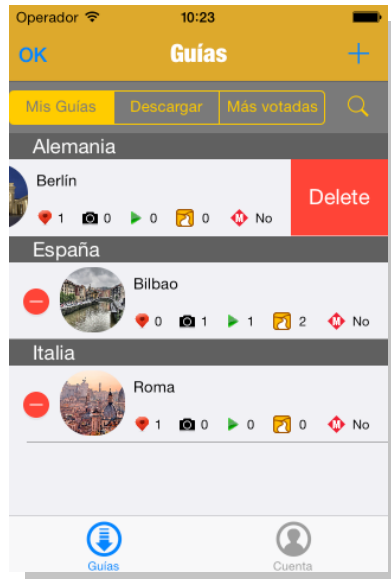 Operador 10:23
OK Guías +
Mis Guías Descargar Más votadas
Alemania
Berlín
1 0 0 0 M No
Delete
España
Bilbao
0 1 1 2 M No
Italia
Roma
1 0 0 0 M No
Guías Cuenta